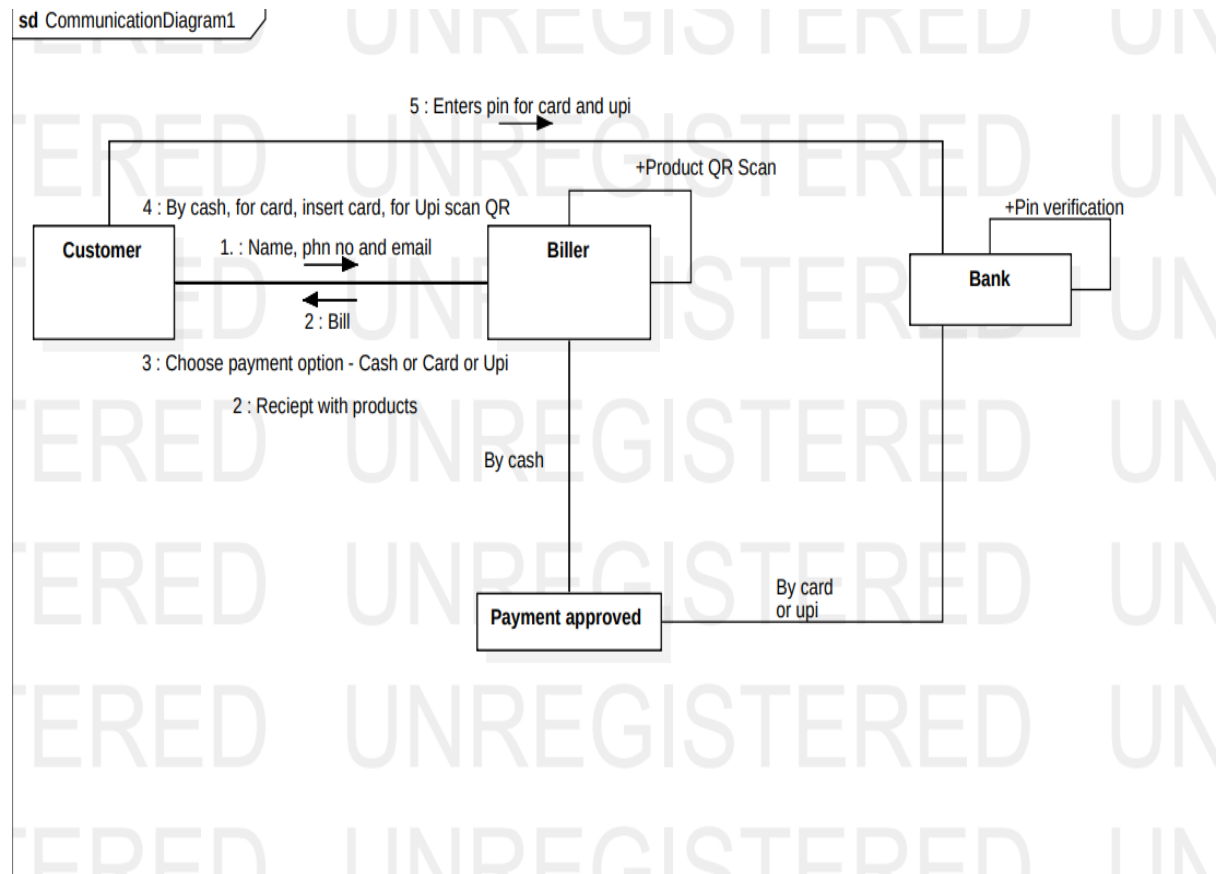 sd CommunicationDiagram1
5 : Enters pin for card and upi
+Product QR Scan
4 : By cash, for card, insert card, for Upi scan QR
+Pin verification
Customer
1. : Name, phn no and email
Biller
Bank
2 : Bill
3 : Choose payment option - Cash or Card or Upi
2 : Reciept with products
By cash
By card
or upi
Payment approved
UNREGISTERED